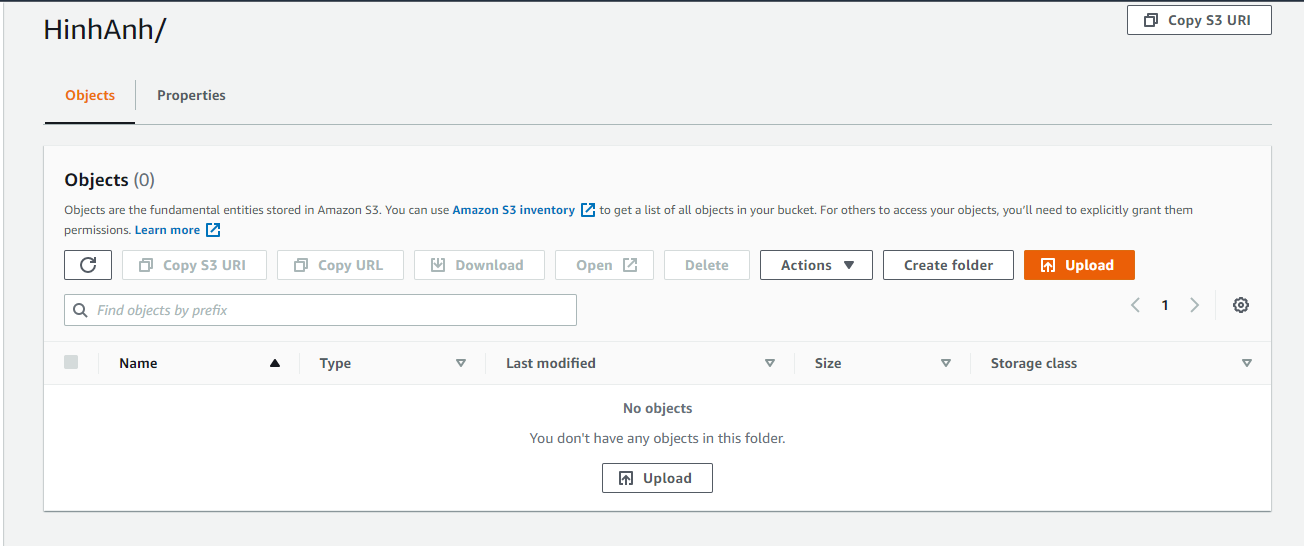 HinhAnh/
Copy S3 URI
Objects
Properties
Objects (0)
Objects are the fundamental entities stored in Amazon S3. You can use Amazon S3 inventory to get a list of all objects in your bucket. For others to access your objects, you'll need to explicitly grant them
permissions. Learn more
Copy S3 URI
Copy URL
Download
Open
Delete
Actions
Create folder
Upload
Find objects by prefix
1
Name
Type
Last modified
Size
Storage class
No objects
You don't have any objects in this folder.
Upload